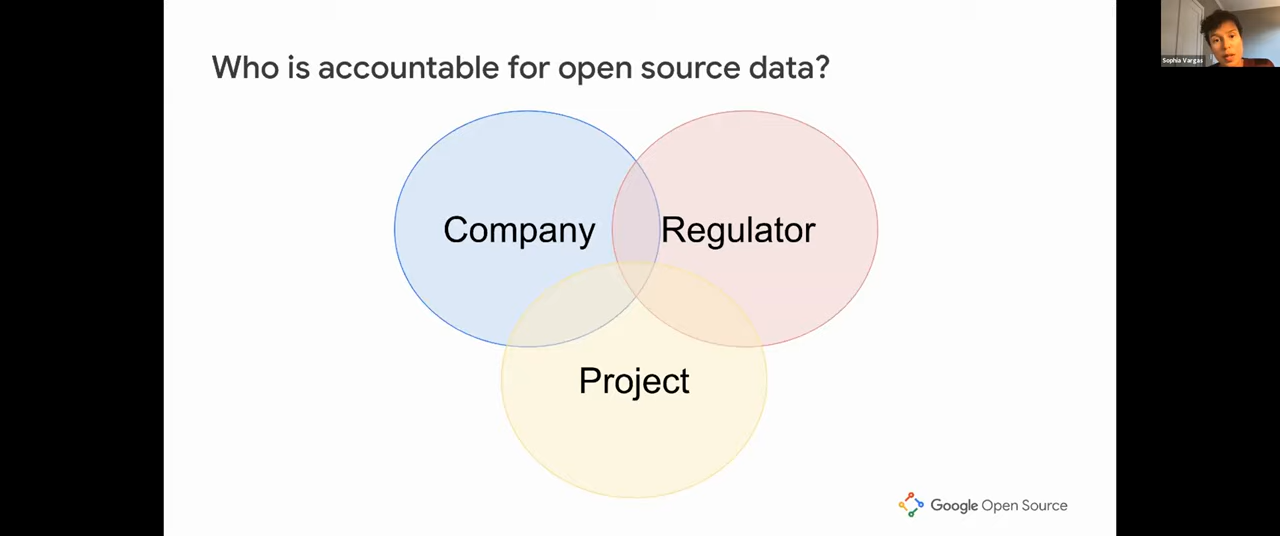 Who is accountable for open source data?
Sophia Vargas
Company
Regulator
Project
Google Open Source